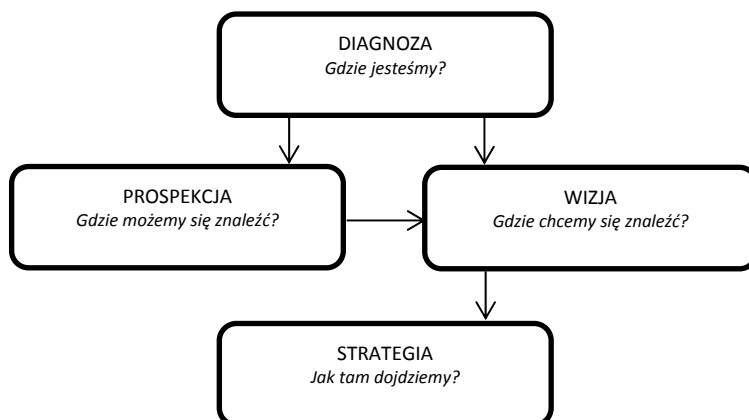 DIAGNOZA
Gdzie jesteśmy?
PROSPEKCJA
Gdzie możemy się znaleźć?
WIZJA
Gdzie chcemy się znaleźć?
STRATEGIA
Jak tam dojdziemy?